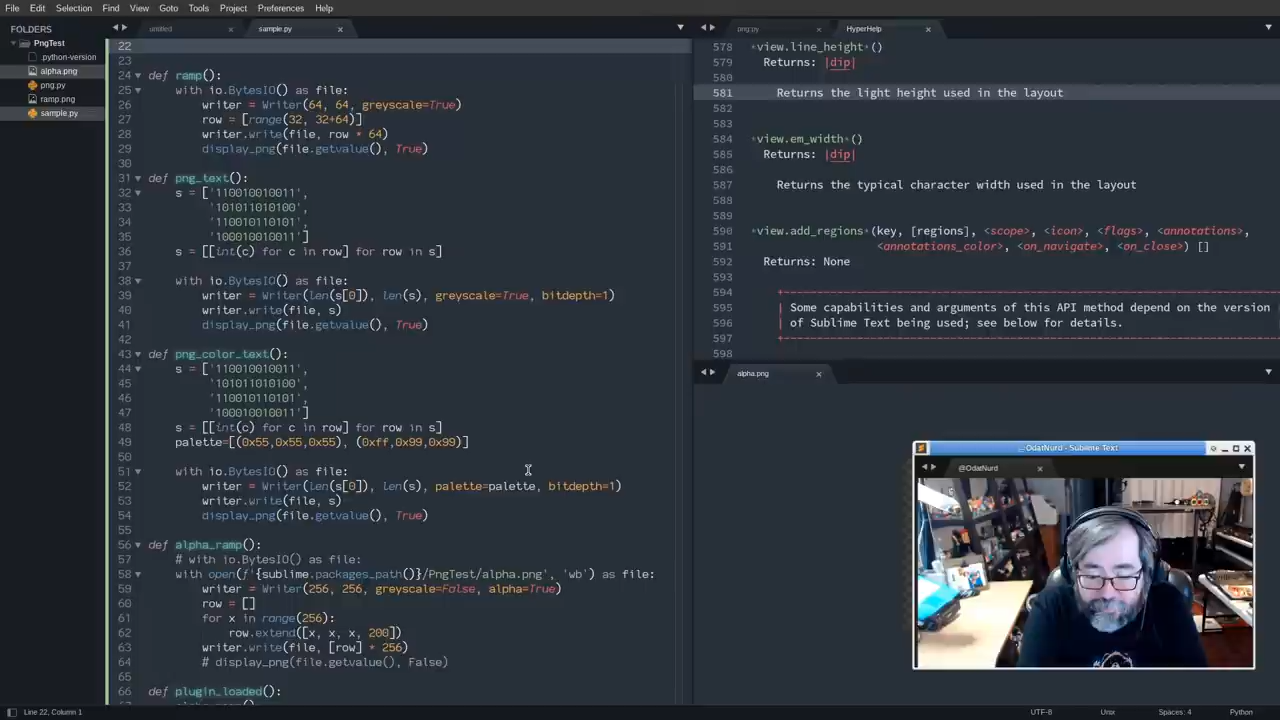 File Edit Selection Find View Goto Tools Project Preferences Help
FOLDERS
PngTest
.python-version
alpha.png
png.py
ramp.png
sample.py
untitled
sample.py
22
23
24 def ramp():
25 with io.BytesIO() as file:
26 writer = Writer(64, 64, greyscale=True)
27 row = [range(32, 32+64)]
28 writer.write(file, row * 64)
29 display_png(file.getvalue(), True)
30
31 def png_text():
32 s = ['110010010011',
33 '101011010100',
34 '110010110101',
35 '100010010011']
36 s = [[int(c) for c in row] for row in s]
37
38 with io.BytesIO() as file:
39 writer = Writer(len(s[0]), len(s), greyscale=True, bitdepth=1)
40 writer.write(file, s)
41 display_png(file.getvalue(), True)
42
43 def png_color_text():
44 s = ['110010010011',
45 '101011010100',
46 '110010110101',
47 '100010010011']
48 s = [[int(c) for c in row] for row in s]
49 palette=[(0x55,0x55,0x55), (0xff,0x99,0x99)]
50
51 with io.BytesIO() as file:
52 writer = Writer(len(s[0]), len(s), palette=palette, bitdepth=1)
53 writer.write(file, s)
54 display_png(file.getvalue(), True)
55
56 def alpha_ramp():
57 # with io.BytesIO() as file:
58 with open(f'{sublime.packages_path()}/PngTest/alpha.png', 'wb') as file:
59 writer = Writer(256, 256, greyscale=False, alpha=True)
60 row = []
61 for x in range(256):
62 row.extend([x, x, x, 200])
63 writer.write(file, [row] * 256)
64 # display_png(file.getvalue(), False)
65
66 def plugin_loaded():
png.py
HyperHelp
578 view.line_height ()
579 Returns: |dip|
580
581 Returns the light height used in the layout
582
583
584 view.em_width ()
585 Returns: |dip|
586
587 Returns the typical character width used in the layout
588
589
590 view.add_regions (key, [regions], <scope>, <icon>, <flags>, <annotations>,
591 <annotations_color>, <on_navigate>, <on_close>) []
592 Returns: None
593
594
595 | Some capabilities and arguments of this API method depend on the version
596 | of Sublime Text being used; see below for details.
597
598
alpha.png
OdatNurd - Sublime Text
@OdatNurd
Line 22, Column 1
UTF-8
Unix
Spaces: 4
Python